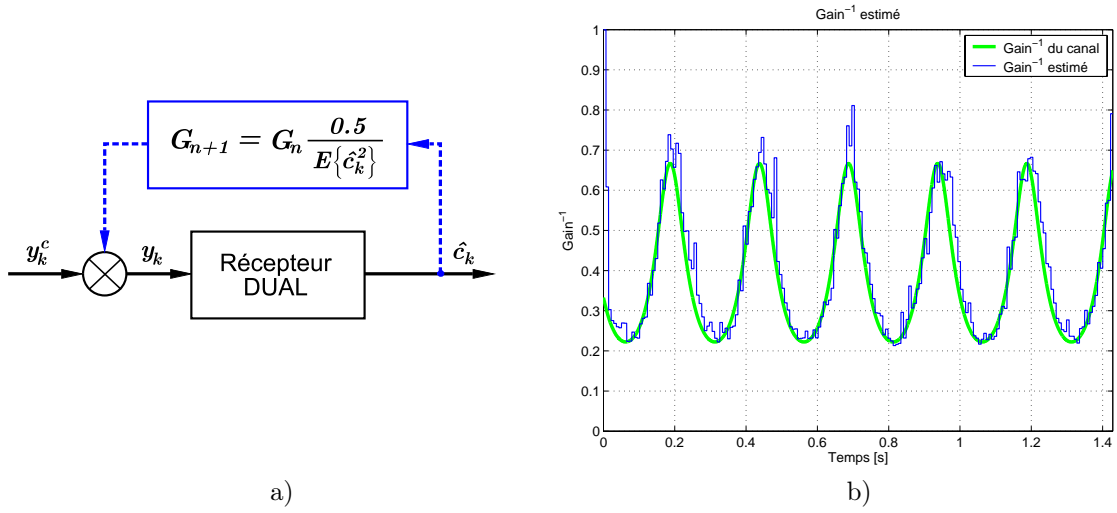 G_{n+1} = G_n 0.5 / E{ĉ_k^2}
y_k^c
y_k
Récepteur
DUAL
ĉ_k
a)
Gain⁻¹ estimé
Gain⁻¹ du canal
Gain⁻¹ estimé
1
0.9
0.8
0.7
0.6
0.5
0.4
0.3
0.2
0.1
0
Gain⁻¹
0
0.2
0.4
0.6
0.8
1
1.2
1.4
Temps [s]
b)